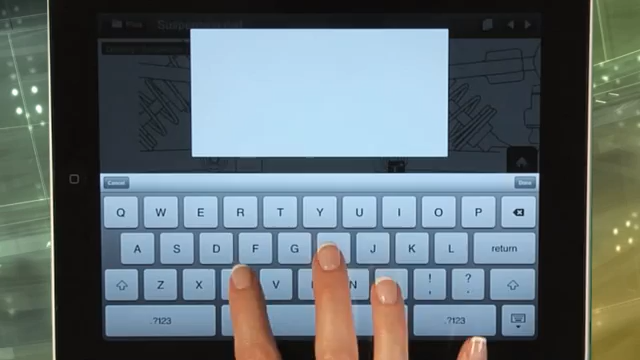 Cancel
Done
Q W E R T Y U I O P
A S D F G J K L return
Z X V N ! , ? .
.?123 .?123